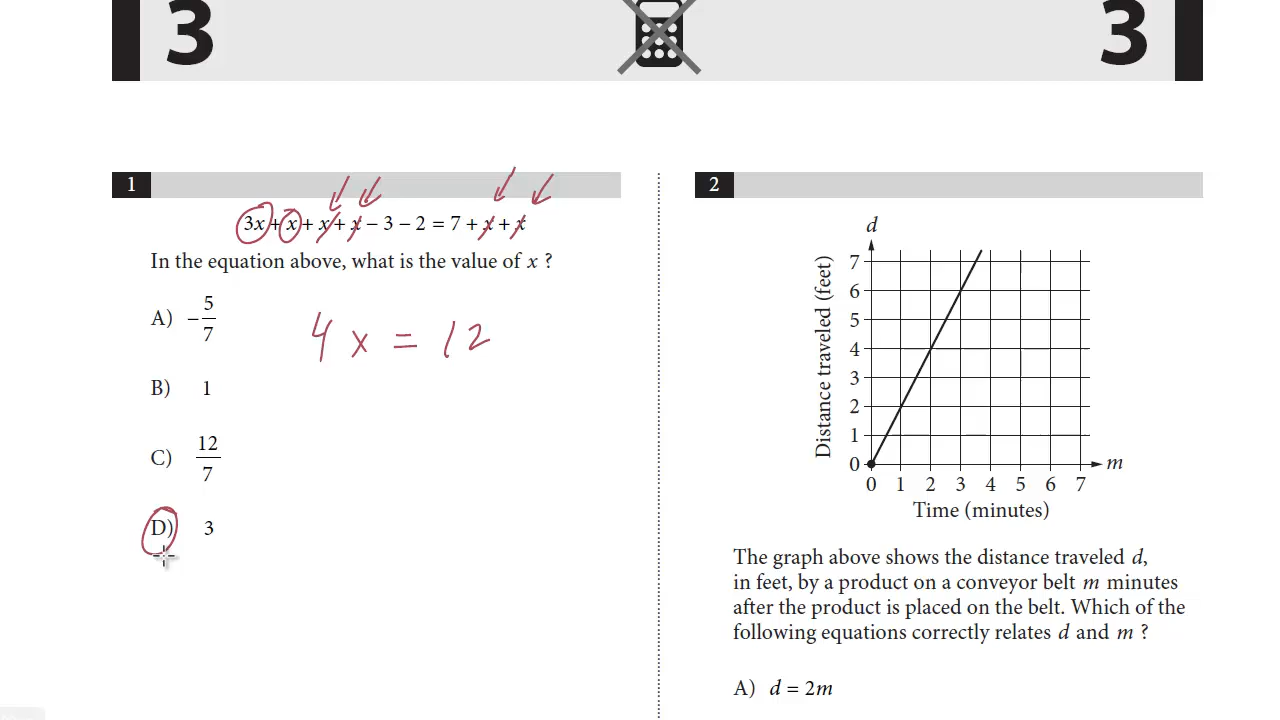 3 3
1
3x + x + x + x − 3 − 2 = 7 + x + x
In the equation above, what is the value of x ?
A) −5/7
4x = 12
B) 1
C) 12/7
D) 3
2
d
Distance traveled (feet)
7
6
5
4
3
2
1
0
m
0 1 2 3 4 5 6 7
Time (minutes)
The graph above shows the distance traveled d,
in feet, by a product on a conveyor belt m minutes
after the product is placed on the belt. Which of the
following equations correctly relates d and m ?
A) d = 2m